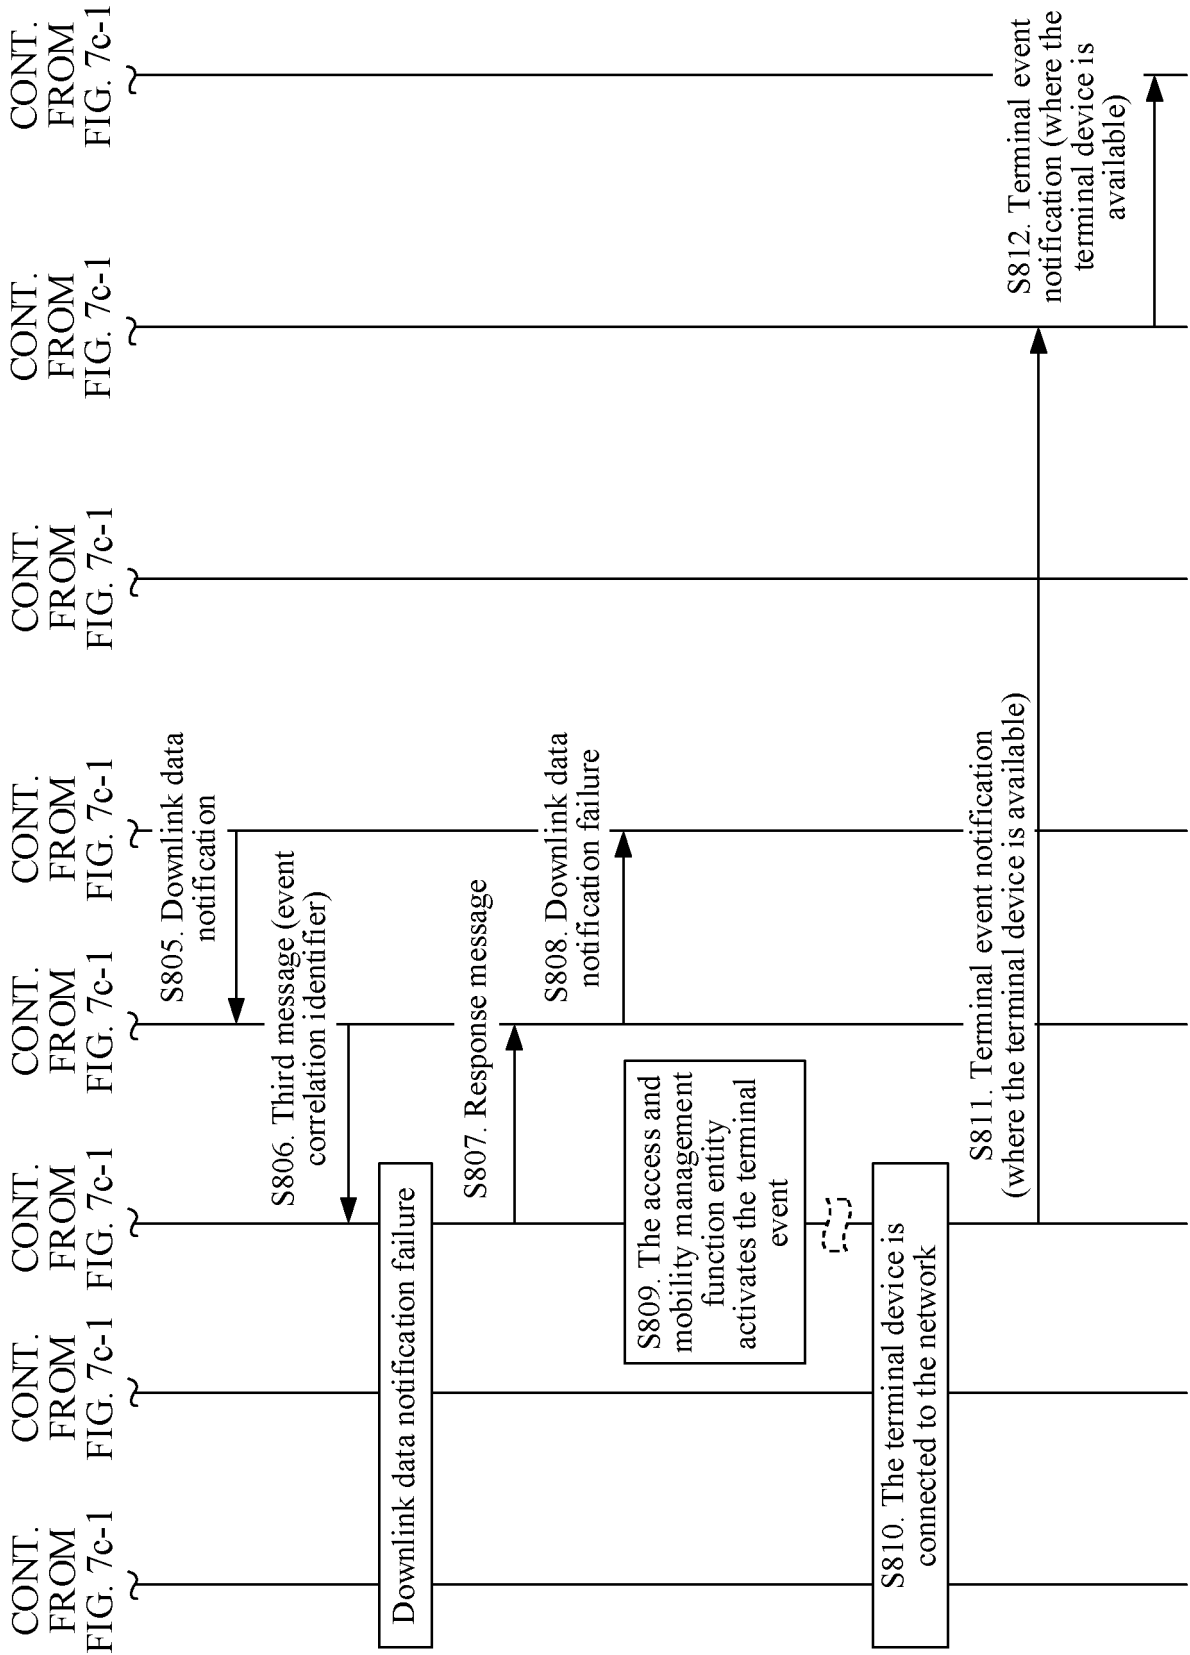 CONT.
FROM
FIG. 7c-1
CONT.
FROM
FIG. 7c-1
CONT.
FROM
FIG. 7c-1
CONT.
FROM
FIG. 7c-1
CONT.
FROM
FIG. 7c-1
CONT.
FROM
FIG. 7c-1
CONT.
FROM
FIG. 7c-1
CONT.
FROM
FIG. 7c-1
S805. Downlink data
notification
S806. Third message (event
correlation identifier)
Downlink data notification failure
S807. Response message
S808. Downlink data
notification failure
S809. The access and
mobility management
function entity
activates the terminal
event
S810. The terminal device is
connected to the network
S811. Terminal event notification
(where the terminal device is available)
S812. Terminal event
notification (where the
terminal device is
available)